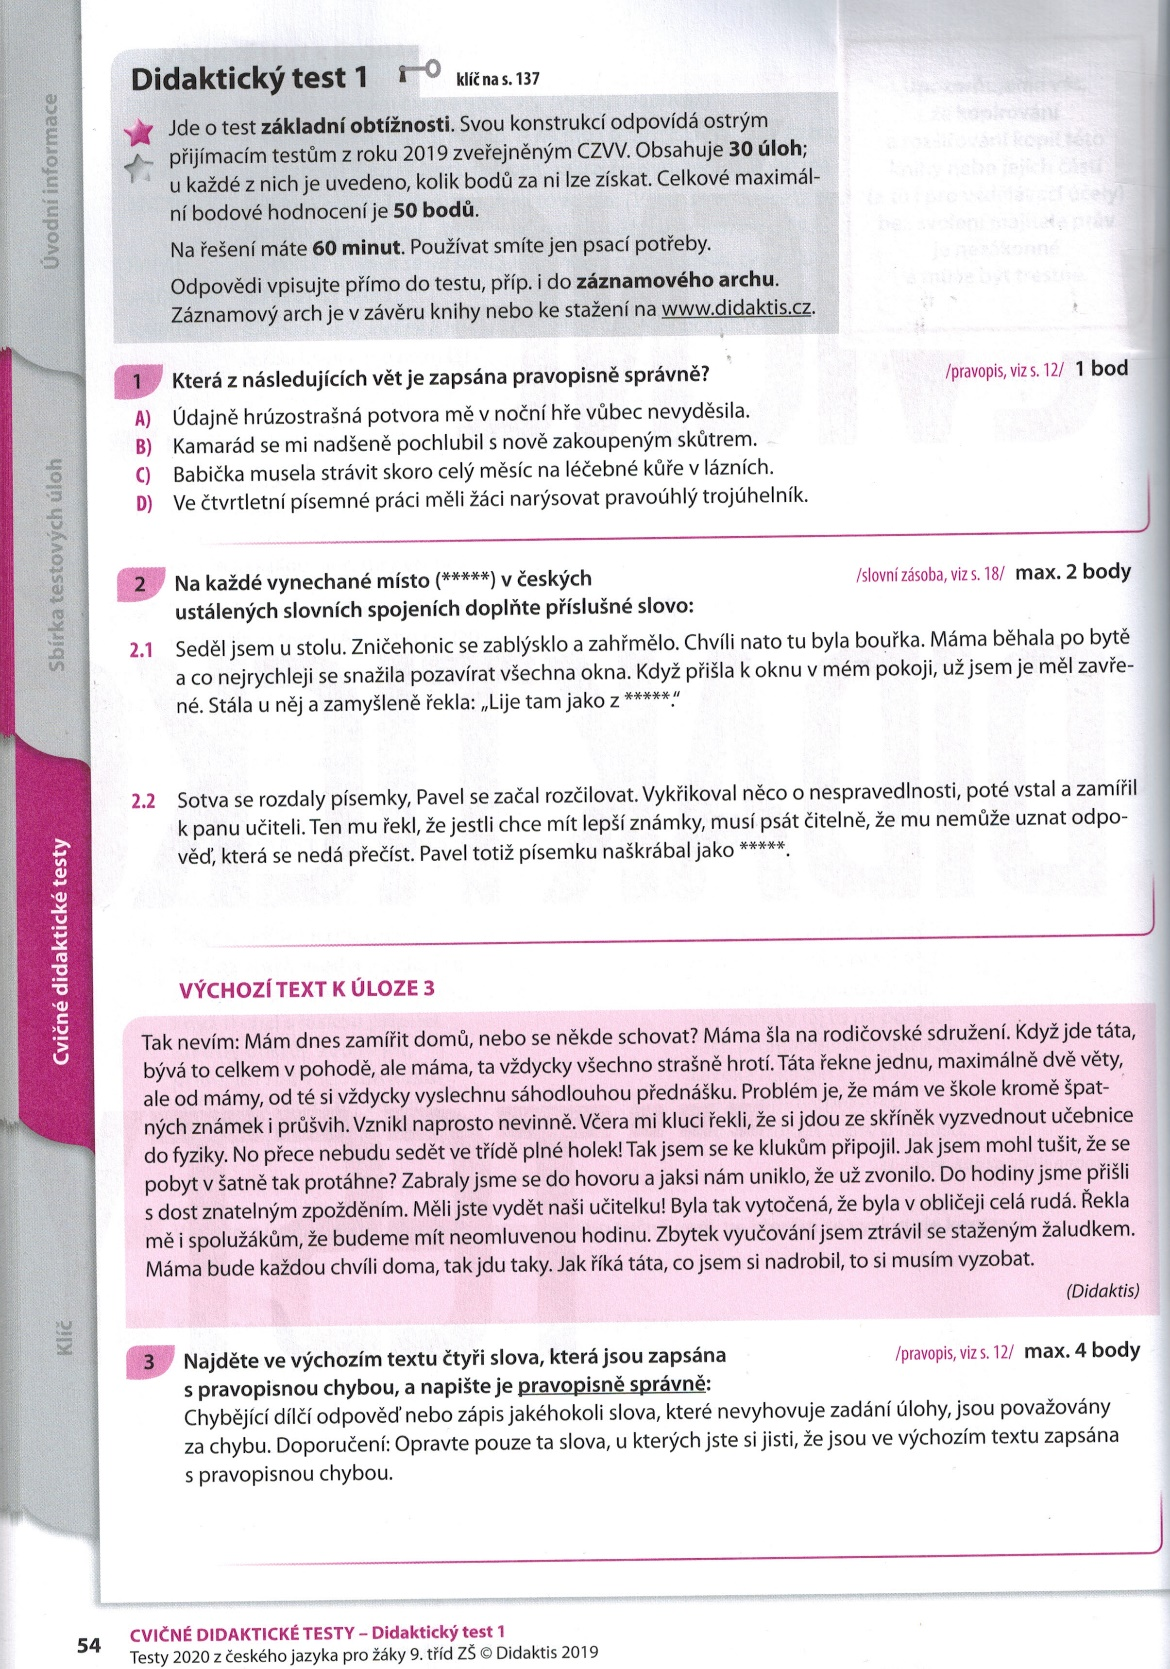 Úvodní informace
Sbírka testových úloh
Cvičné didaktické testy
Klíč
Didaktický test 1 klíč na s. 137
Jde o test základní obtížnosti. Svou konstrukcí odpovídá ostrým
přijímacím testům z roku 2019 zveřejněným CZVV. Obsahuje 30 úloh;
u každé z nich je uvedeno, kolik bodů za ni lze získat. Celkové maximál-
ní bodové hodnocení je 50 bodů.
Na řešení máte 60 minut. Používat smíte jen psací potřeby.
Odpovědi vpisujte přímo do testu, příp. i do záznamového archu.
Záznamový arch je v závěru knihy nebo ke stažení na www.didaktis.cz.
1 Která z následujících vět je zapsána pravopisně správně? /pravopis, viz s. 12/ 1 bod
A) Údajně hrúzostrašná potvora mě v noční hře vůbec nevyděsila.
B) Kamarád se mi nadšeně pochlubil s nově zakoupeným skůtrem.
C) Babička musela strávit skoro celý měsíc na léčebné kůře v lázních.
D) Ve čtvrtletní písemné práci měli žáci narýsovat pravoúhlý trojúhelník.
2 Na každé vynechané místo (*****) v českých /slovní zásoba, viz s. 18/ max. 2 body
ustálených slovních spojeních doplňte příslušné slovo:
2.1 Seděl jsem u stolu. Zničehonic se zablýsklo a zahřmělo. Chvíli nato tu byla bouřka. Máma běhala po bytě
a co nejrychleji se snažila pozavírat všechna okna. Když přišla k oknu v mém pokoji, už jsem je měl zavře-
né. Stála u něj a zamyšleně řekla: „Lije tam jako z *****.“
2.2 Sotva se rozdaly písemky, Pavel se začal rozčilovat. Vykřikoval něco o nespravedlnosti, poté vstal a zamířil
k panu učiteli. Ten mu řekl, že jestli chce mít lepší známky, musí psát čitelně, že mu nemůže uznat odpo-
věď, která se nedá přečíst. Pavel totiž písemku naškrábal jako *****.
VÝCHOZÍ TEXT K ÚLOZE 3
Tak nevím: Mám dnes zamířit domů, nebo se někde schovat? Máma šla na rodičovské sdružení. Když jde táta,
bývá to celkem v pohodě, ale máma, ta vždycky všechno strašně hrotí. Táta řekne jednu, maximálně dvě věty,
ale od mámy, od té si vždycky vyslechnu sáhodlouhou přednášku. Problém je, že mám ve škole kromě špat-
ných známek i průšvih. Vznikl naprosto nevinně. Včera mi kluci řekli, že si jdou ze skříněk vyzvednout učebnice
do fyziky. No přece nebudu sedět ve třídě plné holek! Tak jsem se ke klukům připojil. Jak jsem mohl tušit, že se
pobyt v šatně tak protáhne? Zabraly jsme se do hovoru a jaksi nám uniklo, že už zvonilo. Do hodiny jsme přišli
s dost znatelným zpožděním. Měli jste vydět naši učitelku! Byla tak vytočená, že byla v obličeji celá rudá. Řekla
mě i spolužákům, že budeme mít neomluvenou hodinu. Zbytek vyučování jsem ztrávil se staženým žaludkem.
Máma bude každou chvíli doma, tak jdu taky. Jak říká táta, co jsem si nadrobil, to si musím vyzobat.
(Didaktis)
3 Najděte ve výchozím textu čtyři slova, která jsou zapsána /pravopis, viz s. 12/ max. 4 body
s pravopisnou chybou, a napište je pravopisně správně:
Chybějící dílčí odpověď nebo zápis jakéhokoli slova, které nevyhovuje zadání úlohy, jsou považovány
za chybu. Doporučení: Opravte pouze ta slova, u kterých jste si jisti, že jsou ve výchozím textu zapsána
s pravopisnou chybou.
54 CVIČNÉ DIDAKTICKÉ TESTY – Didaktický test 1
Testy 2020 z českého jazyka pro žáky 9. tříd ZŠ © Didaktis 2019